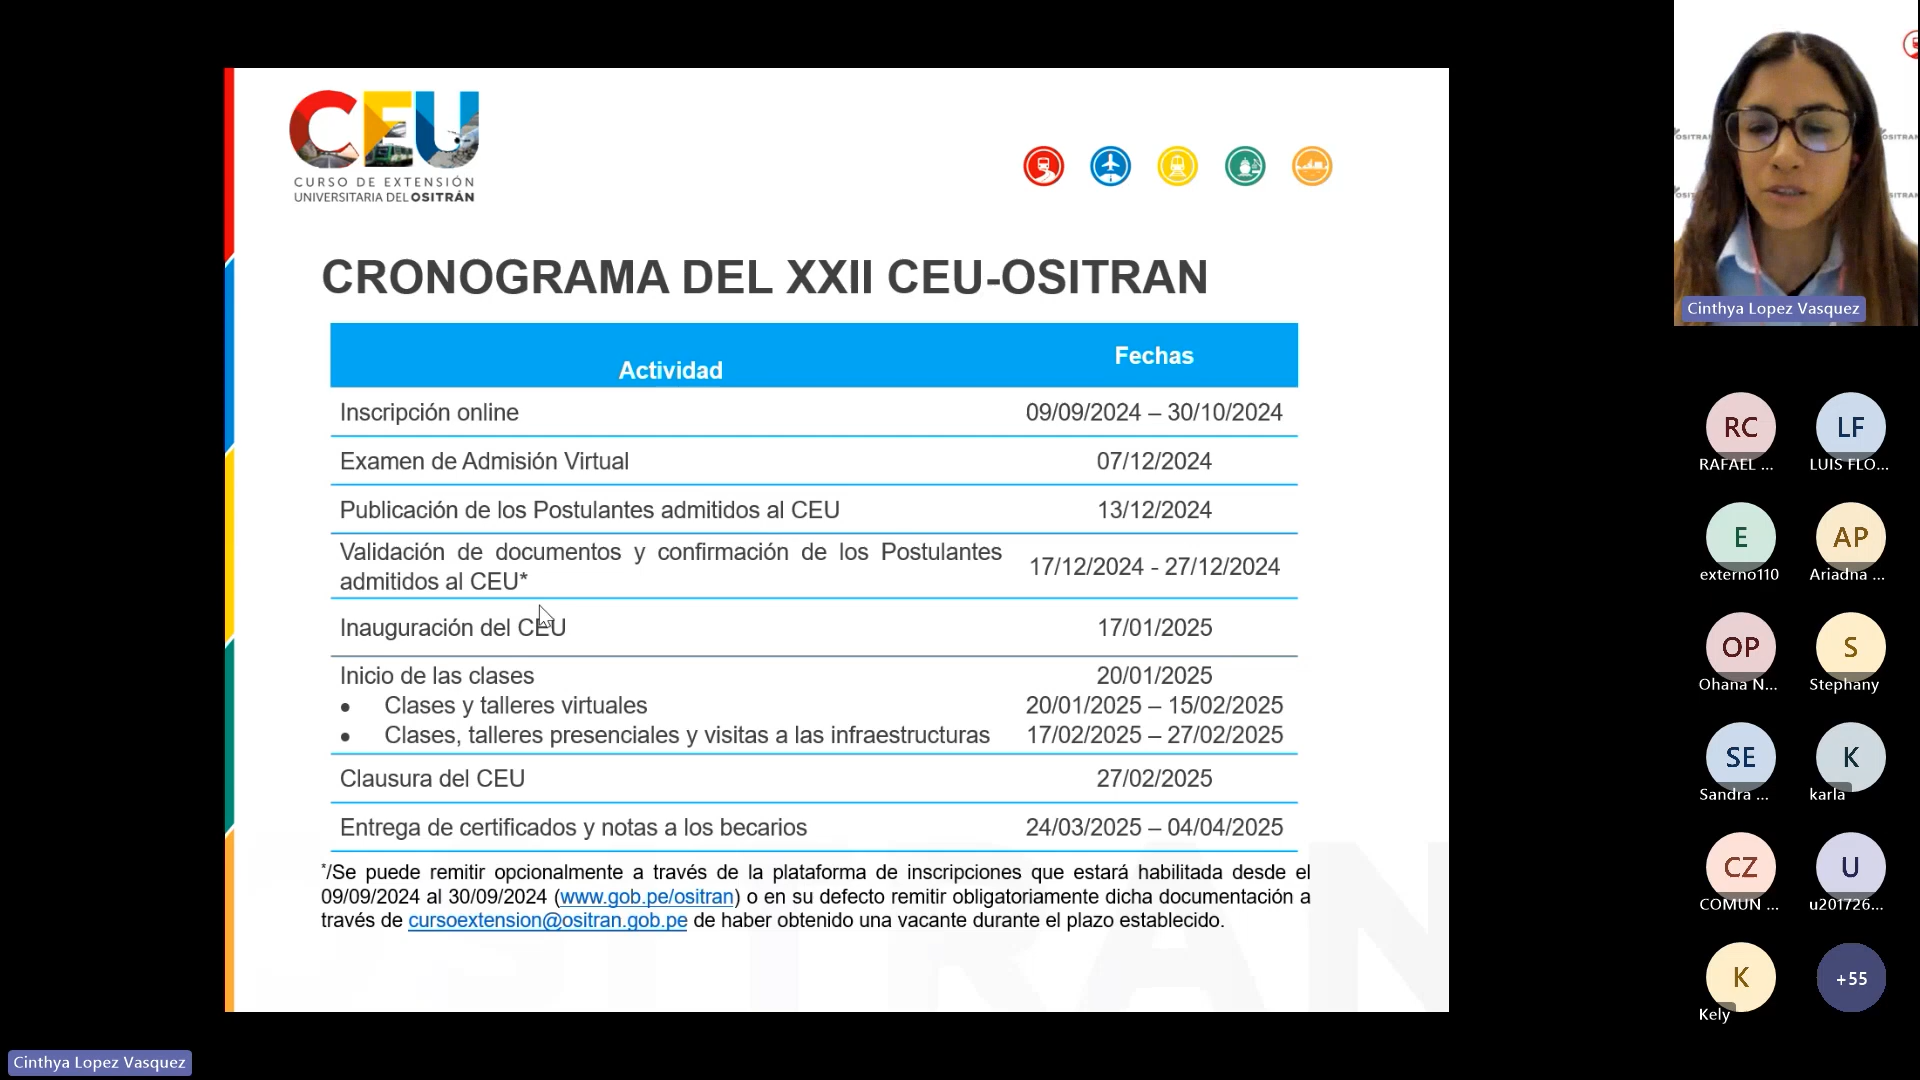 CEU
CURSO DE EXTENSIÓN
UNIVERSITARIA DEL OSITRÁN
CRONOGRAMA DEL XXII CEU-OSITRAN
Actividad Fechas
Inscripción online 09/09/2024 – 30/10/2024
Examen de Admisión Virtual 07/12/2024
Publicación de los Postulantes admitidos al CEU 13/12/2024
Validación de documentos y confirmación de los Postulantes
admitidos al CEU* 17/12/2024 - 27/12/2024
Inauguración del CEU 17/01/2025
Inicio de las clases 20/01/2025
• Clases y talleres virtuales 20/01/2025 – 15/02/2025
• Clases, talleres presenciales y visitas a las infraestructuras 17/02/2025 – 27/02/2025
Clausura del CEU 27/02/2025
Entrega de certificados y notas a los becarios 24/03/2025 – 04/04/2025
*/Se puede remitir opcionalmente a través de la plataforma de inscripciones que estará habilitada desde el
09/09/2024 al 30/09/2024 (www.gob.pe/ositran) o en su defecto remitir obligatoriamente dicha documentación a
través de cursoextension@ositran.gob.pe de haber obtenido una vacante durante el plazo establecido.
Cinthya Lopez Vasquez
Cinthya Lopez Vasquez
RC LF
RAFAEL ... LUIS FLO...
E AP
externo110 Ariadna ...
OP S
Ohana N... Stephany
SE K
Sandra ... karla
CZ U
COMUN ... u201726...
K +55
Kely